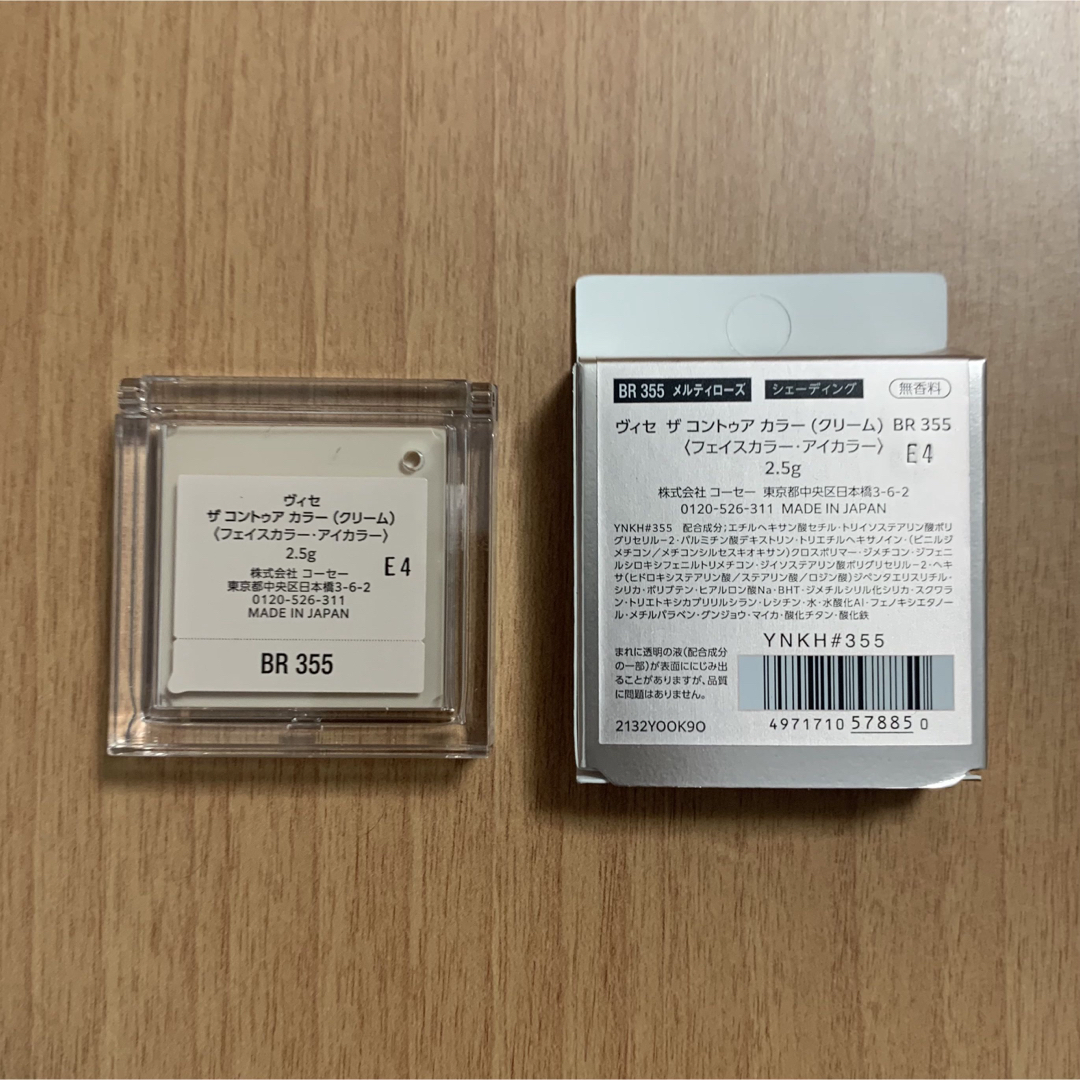 ヴィセ
ザ コントゥア カラー (クリーム)
〈フェイスカラー・アイカラー〉
2.5g
E4
株式会社 コーセー
東京都中央区日本橋3-6-2
0120-526-311
MADE IN JAPAN
BR 355
BR 355 メルティローズ シェーディング 無香料
ヴィセ ザ コントゥア カラー (クリーム) BR 355
〈フェイスカラー・アイカラー〉 E4
2.5g
株式会社 コーセー 東京都中央区日本橋3-6-2
0120-526-311 MADE IN JAPAN
YNKH#355 配合成分;エチルヘキサン酸セチル・トリイソステアリン酸ポリ
グリセリル-2・パルミチン酸デキストリン・トリエチルヘキサノイン・(ビニルジ
メチコン/メチコンシルセスキオキサン)クロスポリマー・ジメチコン・ジフェニ
ルシロキシフェニルトリメチコン・ジイソステアリン酸ポリグリセリル-2・ヘキ
サ(ヒドロキシステアリン酸/ステアリン酸/ロジン酸)ジペンタエリスリチル・
シリカ・ポリブテン・ヒアルロン酸Na・BHT・ジメチルシリル化シリカ・スクワラ
ン・トリエトキシカプリリルシラン・レシチン・水・水酸化Al・フェノキシエタノー
ル・メチルパラベン・グンジョウ・マイカ・酸化チタン・酸化鉄
YNKH#355
まれに透明の液(配合成分
の一部)が表面ににじみ出
ることがありますが、品質
に問題はありません。
2132YOOK9O
4971710 57885 0